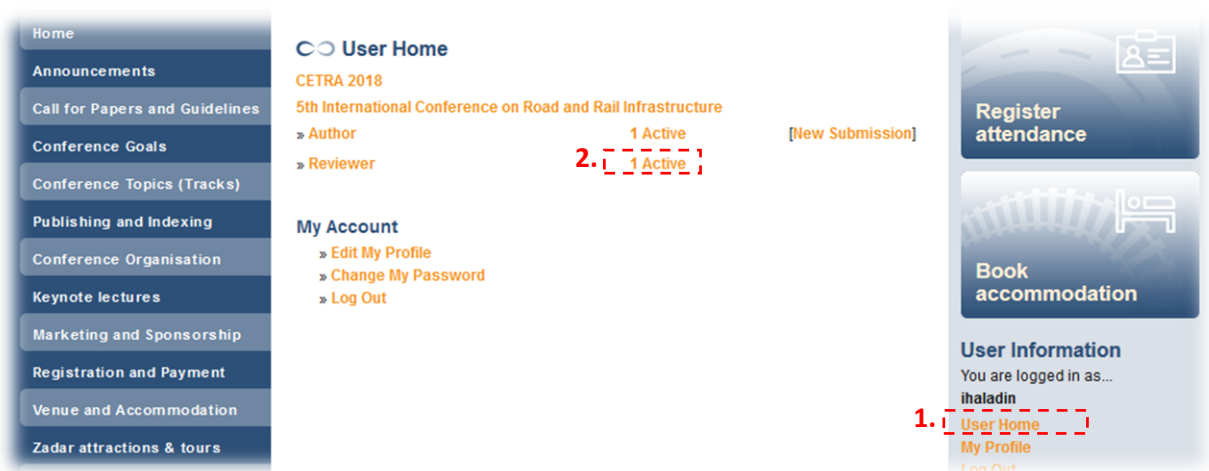 Home
Announcements
Call for Papers and Guidelines
Conference Goals
Conference Topics (Tracks)
Publishing and Indexing
Conference Organisation
Keynote lectures
Marketing and Sponsorship
Registration and Payment
Venue and Accommodation
Zadar attractions & tours
User Home
CETRA 2018
5th International Conference on Road and Rail Infrastructure
» Author 1 Active [New Submission]
» Reviewer 2. 1 Active
My Account
» Edit My Profile
» Change My Password
» Log Out
Register
attendance
Book
accommodation
User Information
You are logged in as...
ihaladin
1. User Home
My Profile
Log Out